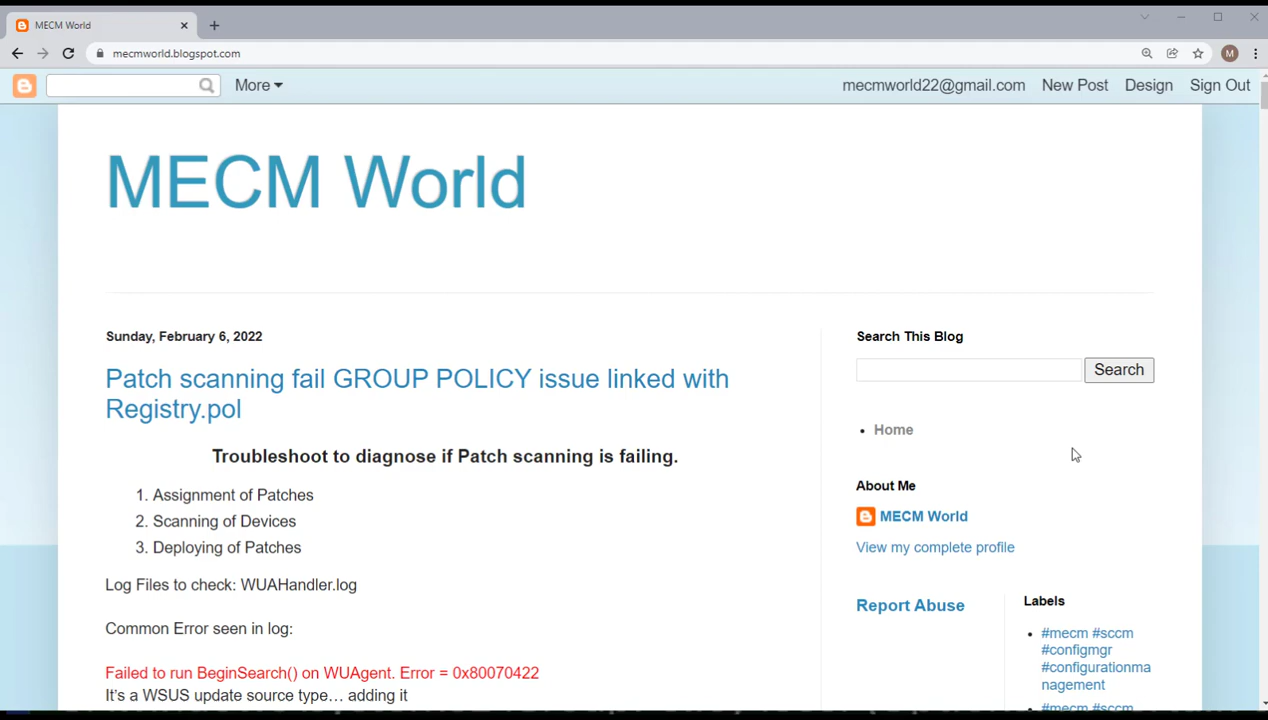 MECM World
mecmworld.blogspot.com
M
More
mecmworld22@gmail.com New Post Design Sign Out
MECM World
Sunday, February 6, 2022
Patch scanning fail GROUP POLICY issue linked with
Registry.pol
Troubleshoot to diagnose if Patch scanning is failing.
1. Assignment of Patches
2. Scanning of Devices
3. Deploying of Patches
Log Files to check: WUAHandler.log
Common Error seen in log:
Failed to run BeginSearch() on WUAgent. Error = 0x80070422
It's a WSUS update source type… adding it
Search This Blog
Search
Home
About Me
MECM World
View my complete profile
Report Abuse
Labels
#mecm #sccm
#configmgr
#configurationma
nagement
#mecm #sccm